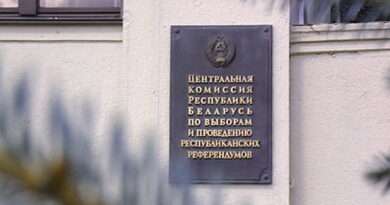 ЦЕНТРАЛЬНАЯ
КОМИССИЯ
РЕСПУБЛИКИ
БЕЛАРУСЬ
ПО ВЫБОРАМ
И ПРОВЕДЕНИЮ
РЕСПУБЛИКАНСКИХ
РЕФЕРЕНДУМОВ